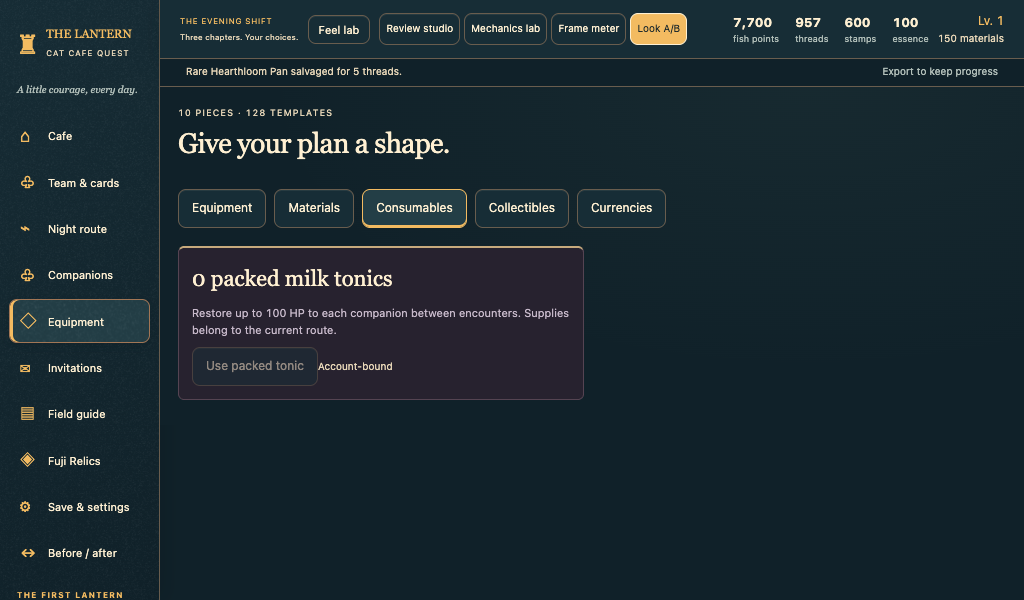 THE LANTERN
CAT CAFE QUEST
A little courage, every day.
Cafe
Team & cards
Night route
Companions
Equipment
Invitations
Field guide
Fuji Relics
Save & settings
Before / after
THE FIRST LANTERN
THE EVENING SHIFT
Three chapters. Your choices.
Feel lab
Review studio
Mechanics lab
Frame meter
Look A/B
7,700 fish points
957 threads
600 stamps
100 essence
Lv. 1
150 materials
Rare Hearthloom Pan salvaged for 5 threads.
Export to keep progress
10 PIECES · 128 TEMPLATES
Give your plan a shape.
Equipment
Materials
Consumables
Collectibles
Currencies
0 packed milk tonics
Restore up to 100 HP to each companion between encounters. Supplies
belong to the current route.
Use packed tonic
Account-bound